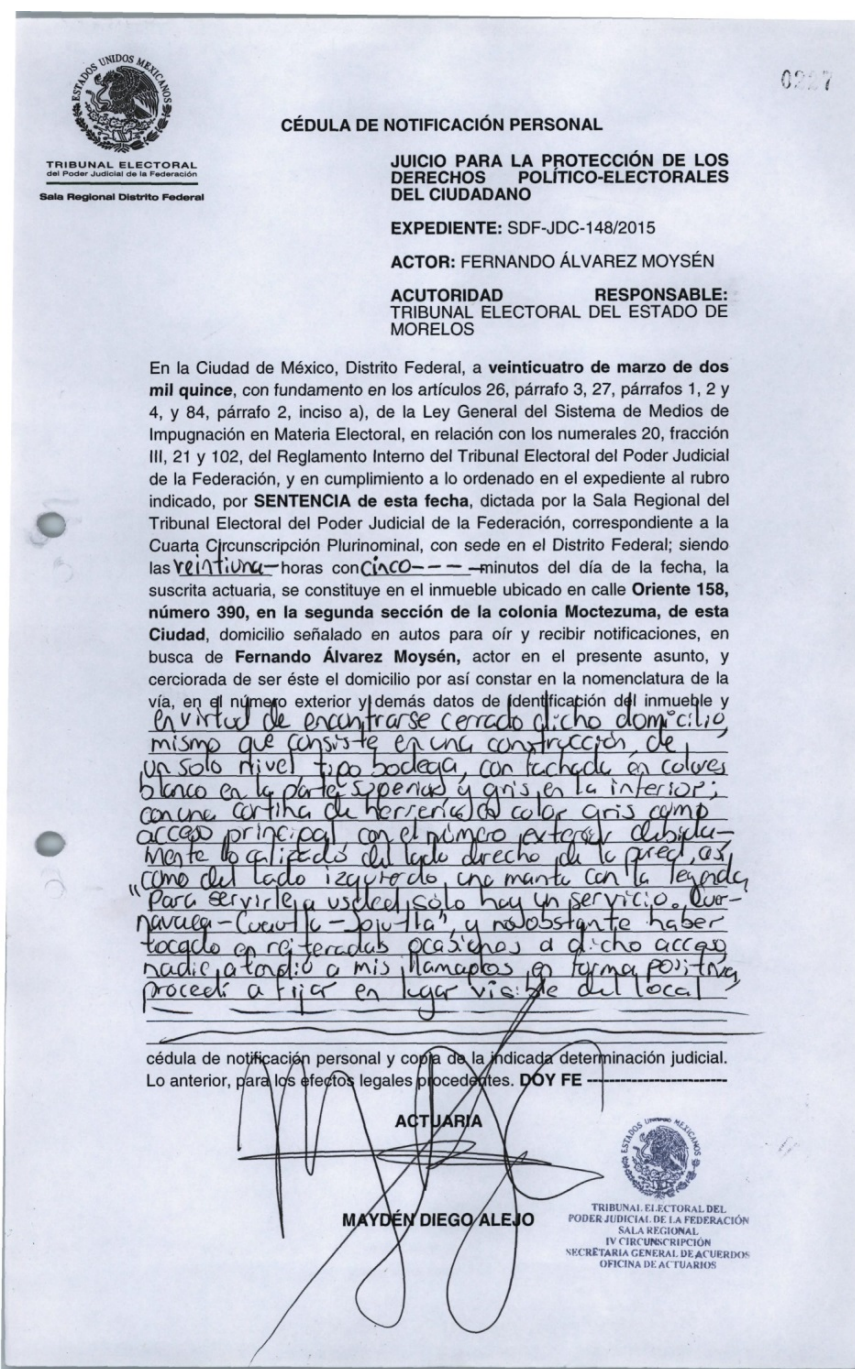 0227
ESTADOS UNIDOS MEXICANOS
TRIBUNAL ELECTORAL
del Poder Judicial de la Federación
Sala Regional Distrito Federal
CÉDULA DE NOTIFICACIÓN PERSONAL
JUICIO PARA LA PROTECCIÓN DE LOS
DERECHOS POLÍTICO-ELECTORALES
DEL CIUDADANO
EXPEDIENTE: SDF-JDC-148/2015
ACTOR: FERNANDO ÁLVAREZ MOYSÉN
ACUTORIDAD RESPONSABLE:
TRIBUNAL ELECTORAL DEL ESTADO DE
MORELOS
En la Ciudad de México, Distrito Federal, a veinticuatro de marzo de dos
mil quince, con fundamento en los artículos 26, párrafo 3, 27, párrafos 1, 2 y
4, y 84, párrafo 2, inciso a), de la Ley General del Sistema de Medios de
Impugnación en Materia Electoral, en relación con los numerales 20, fracción
III, 21 y 102, del Reglamento Interno del Tribunal Electoral del Poder Judicial
de la Federación, y en cumplimiento a lo ordenado en el expediente al rubro
indicado, por SENTENCIA de esta fecha, dictada por la Sala Regional del
Tribunal Electoral del Poder Judicial de la Federación, correspondiente a la
Cuarta Circunscripción Plurinominal, con sede en el Distrito Federal; siendo
las veintiuna-horas con cinco----minutos del día de la fecha, la
suscrita actuaria, se constituye en el inmueble ubicado en calle Oriente 158,
número 390, en la segunda sección de la colonia Moctezuma, de esta
Ciudad, domicilio señalado en autos para oír y recibir notificaciones, en
busca de Fernando Álvarez Moysén, actor en el presente asunto, y
cerciorada de ser éste el domicilio por así constar en la nomenclatura de la
vía, en el número exterior y demás datos de identificación del inmueble y
en virtud de encontrarse cerrado dicho domicilio,
mismo que consiste en una construcción de
un solo nivel tipo bodega, con fachada en colores
blanco en la parte superior y gris en la inferior;
con una cortina de herrería de color gris como
acceso principal con el número exterior debida-
mente localizado del lado derecho de la pared, así
como del lado izquierdo una manta con la leyenda
"Para servirle a usted solo hay un servicio. Cuer-
navaca-Cuautla-Jojutla", y no obstante haber
tocado en reiteradas ocasiones a dicho acceso
nadie atendió a mis llamados en forma positiva,
procedí a fijar en lugar visible del local
cédula de notificación personal y copia de la indicada determinación judicial.
Lo anterior, para los efectos legales procedentes. DOY FE ----------------------
ACTUARIA
MAYDÉN DIEGO ALEJO
ESTADOS UNIDOS MEXICANOS
TRIBUNAL ELECTORAL DEL
PODER JUDICIAL DE LA FEDERACIÓN
SALA REGIONAL
IV CIRCUNSCRIPCIÓN
SECRETARIA GENERAL DE ACUERDOS
OFICINA DE ACTUARIOS